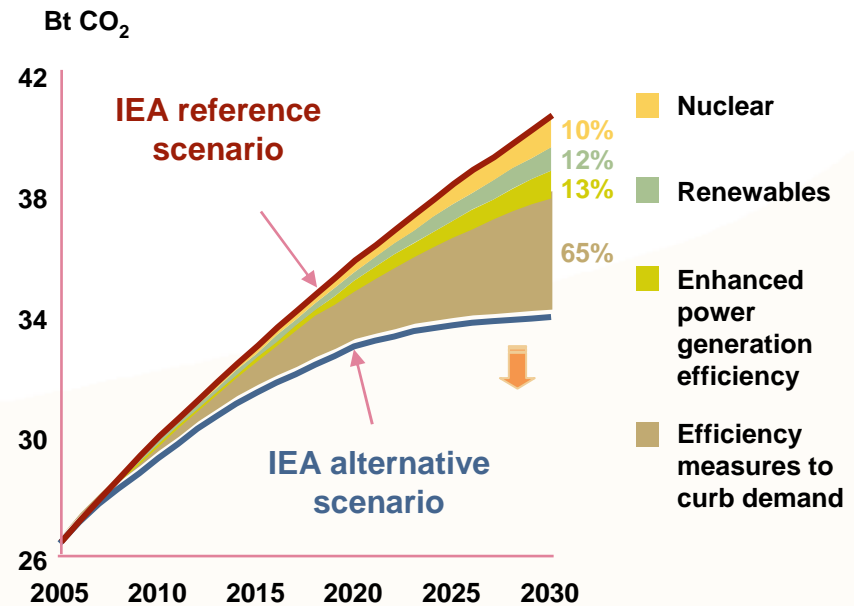 Bt CO₂
42
38
34
30
26
2005 2010 2015 2020 2025 2030
IEA reference
scenario
IEA alternative
scenario
10%
12%
13%
65%
Nuclear
Renewables
Enhanced
power
generation
efficiency
Efficiency
measures to
curb demand